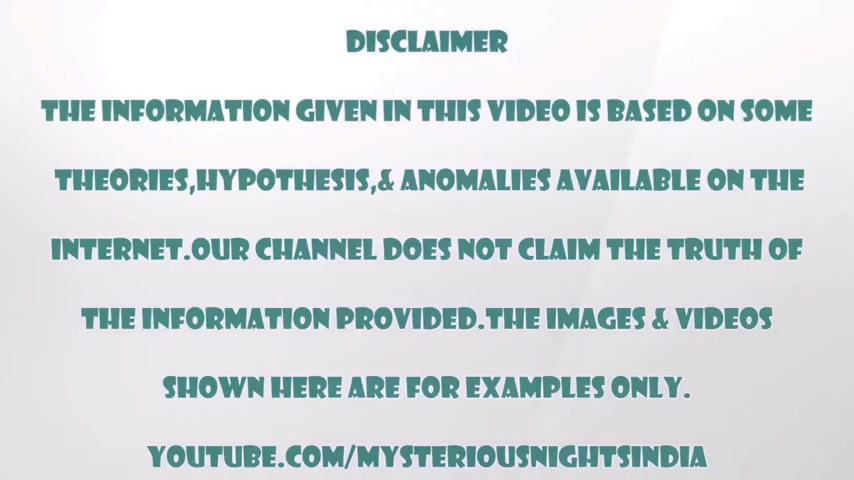 DISCLAIMER
THE INFORMATION GIVEN IN THIS VIDEO IS BASED ON SOME
THEORIES,HYPOTHESIS,& ANOMALIES AVAILABLE ON THE
INTERNET.OUR CHANNEL DOES NOT CLAIM THE TRUTH OF
THE INFORMATION PROVIDED.THE IMAGES & VIDEOS
SHOWN HERE ARE FOR EXAMPLES ONLY.
YOUTUBE.COM/MYSTERIOUSNIGHTSINDIA